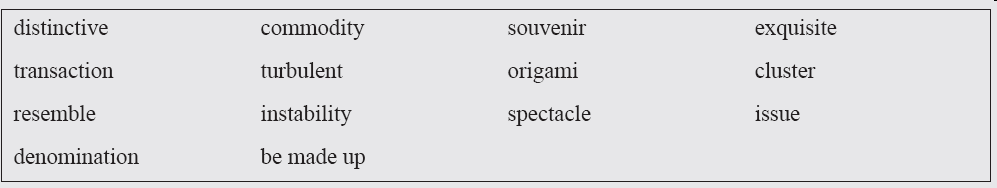 distinctive commodity souvenir exquisite
transaction turbulent origami cluster
resemble instability spectacle issue
denomination be made up